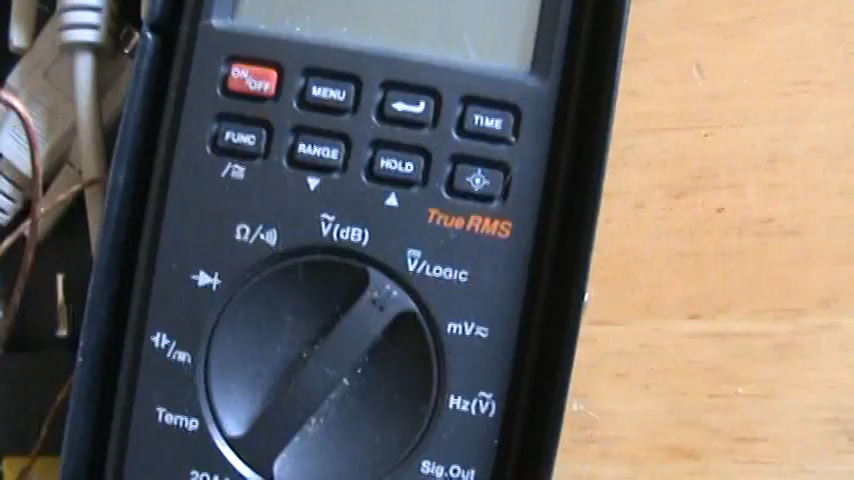 ON/OFF MENU TIME
FUNC RANGE HOLD
True RMS
Ω V(dB)
V/LOGIC
mV
Hz(V)
Temp
Sig.Out